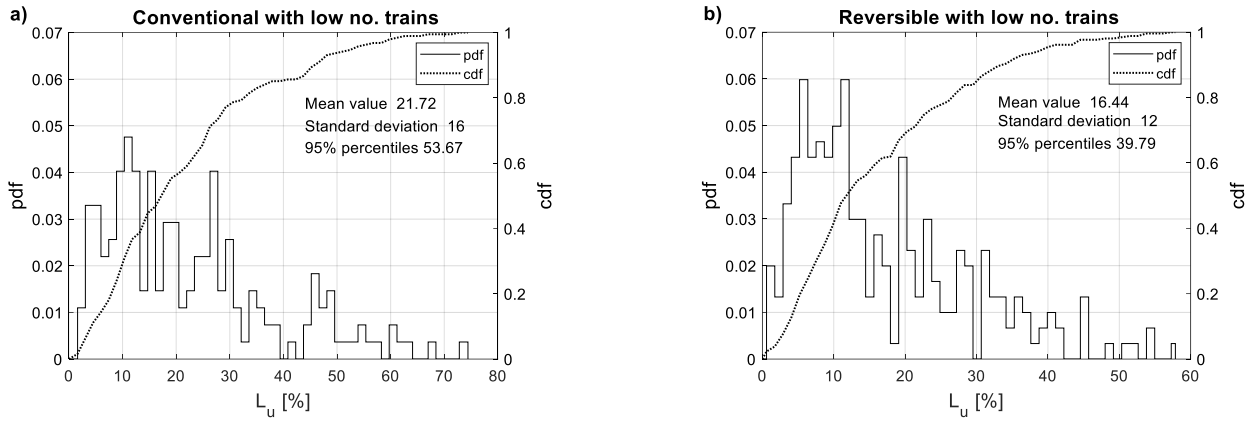 a)
Conventional with low no. trains
0.07
0.06
0.05
0.04
0.03
0.02
0.01
0
pdf
1
0.8
0.6
0.4
0.2
0
cdf
pdf
cdf
Mean value 21.72
Standard deviation 16
95% percentiles 53.67
0 10 20 30 40 50 60 70 80
Lu [%]
b)
Reversible with low no. trains
0.07
0.06
0.05
0.04
0.03
0.02
0.01
0
pdf
1
0.8
0.6
0.4
0.2
0
cdf
pdf
cdf
Mean value 16.44
Standard deviation 12
95% percentiles 39.79
0 10 20 30 40 50 60
Lu [%]